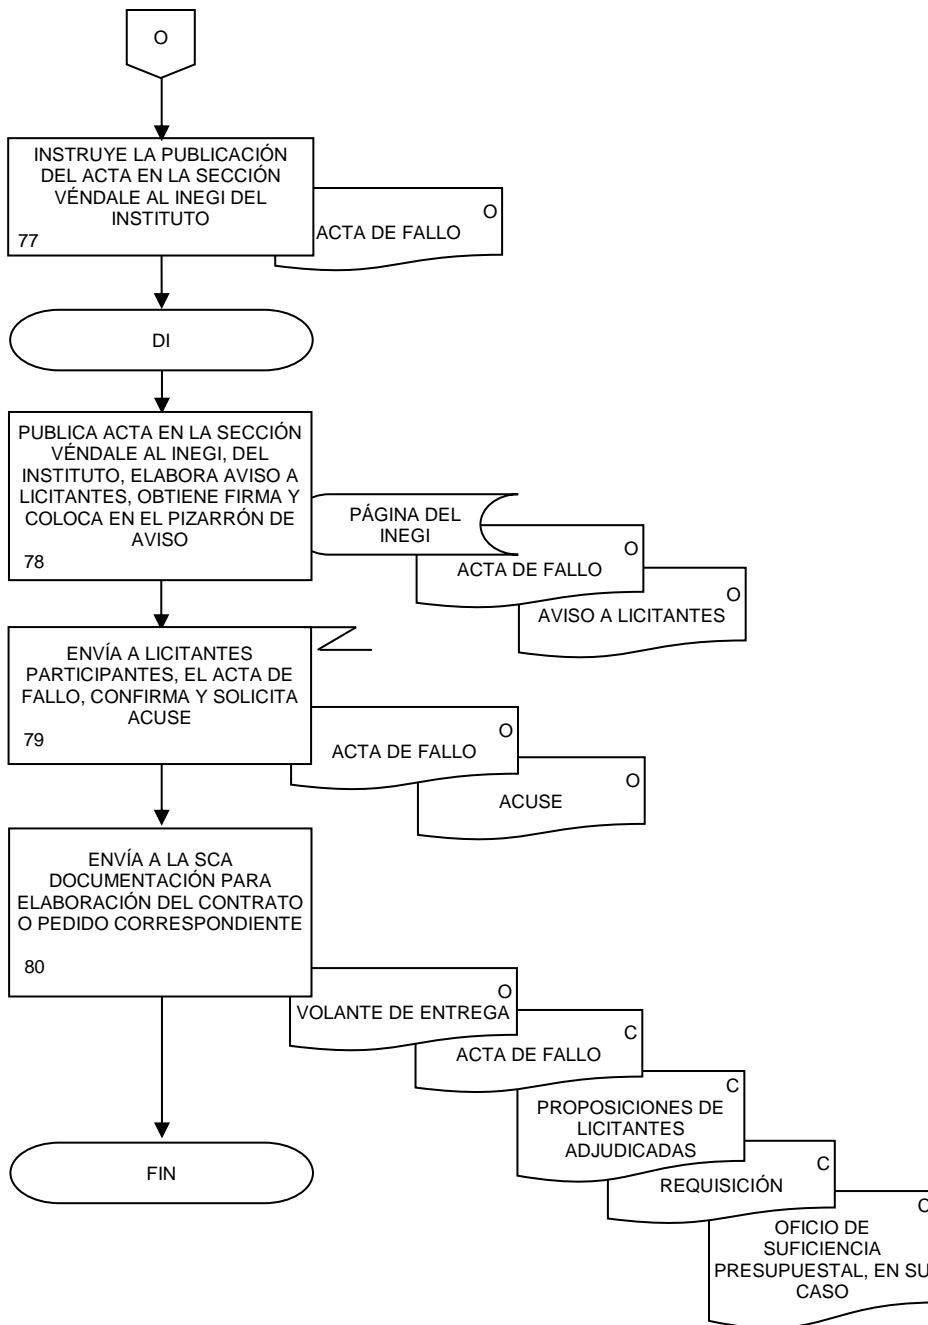 O
INSTRUYE LA PUBLICACIÓN
DEL ACTA EN LA SECCIÓN
VÉNDALE AL INEGI DEL
INSTITUTO
77
O
ACTA DE FALLO
DI
PUBLICA ACTA EN LA SECCIÓN
VÉNDALE AL INEGI, DEL
INSTITUTO, ELABORA AVISO A
LICITANTES, OBTIENE FIRMA Y
COLOCA EN EL PIZARRÓN DE
AVISO
78
PÁGINA DEL
INEGI
O
ACTA DE FALLO
O
AVISO A LICITANTES
ENVÍA A LICITANTES
PARTICIPANTES, EL ACTA DE
FALLO, CONFIRMA Y SOLICITA
ACUSE
79
O
ACTA DE FALLO
O
ACUSE
ENVÍA A LA SCA
DOCUMENTACIÓN PARA
ELABORACIÓN DEL CONTRATO
O PEDIDO CORRESPONDIENTE
80
O
VOLANTE DE ENTREGA
C
ACTA DE FALLO
C
PROPOSICIONES DE
LICITANTES
ADJUDICADAS
C
REQUISICIÓN
C
OFICIO DE
SUFICIENCIA
PRESUPUESTAL, EN SU
CASO
FIN